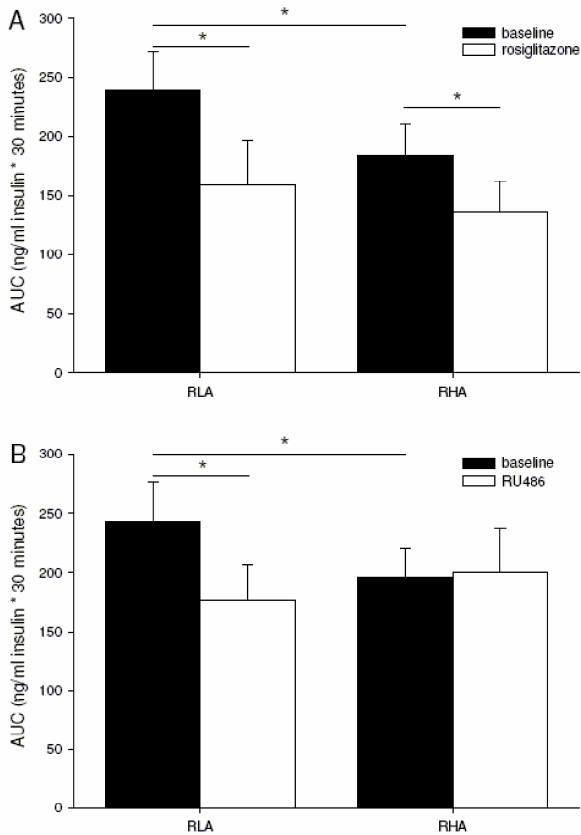 A
AUC (ng/ml insulin * 30 minutes)
300
250
200
150
100
50
0
*
*
*
baseline
rosiglitazone
RLA
RHA
B
AUC (ng/ml insulin * 30 minutes)
300
250
200
150
100
50
0
*
*
baseline
RU486
RLA
RHA